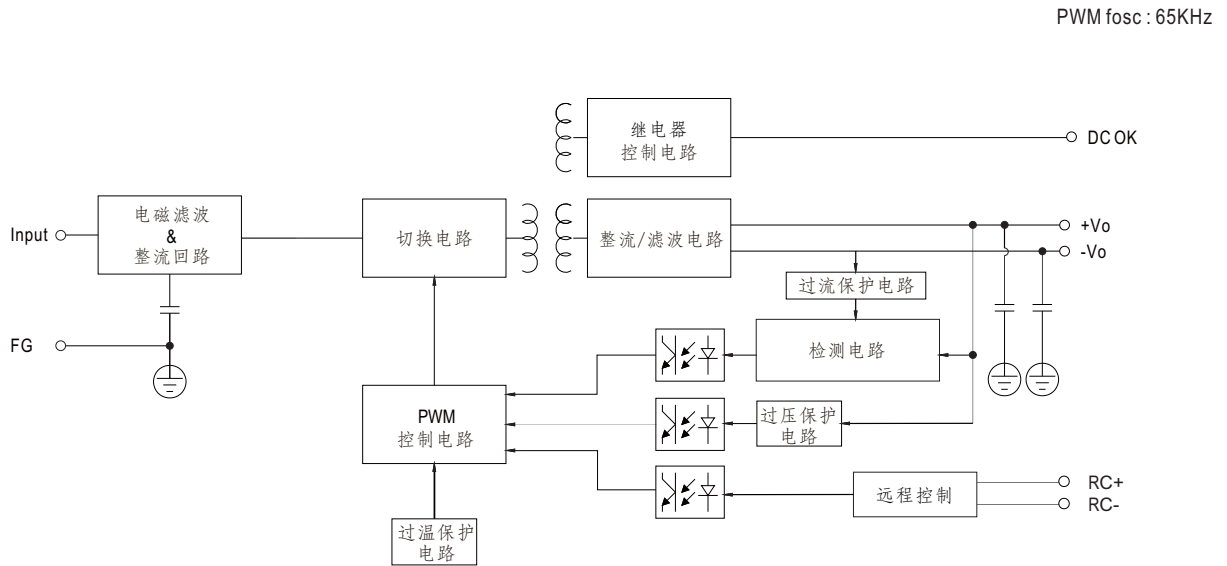 PWM fosc : 65KHz
继电器
控制电路
DC OK
电磁滤波
&
整流回路
Input
切换电路
整流/滤波电路
+Vo
-Vo
过流保护电路
检测电路
FG
PWM
控制电路
过压保护
电路
远程控制
RC+
RC-
过温保护
电路